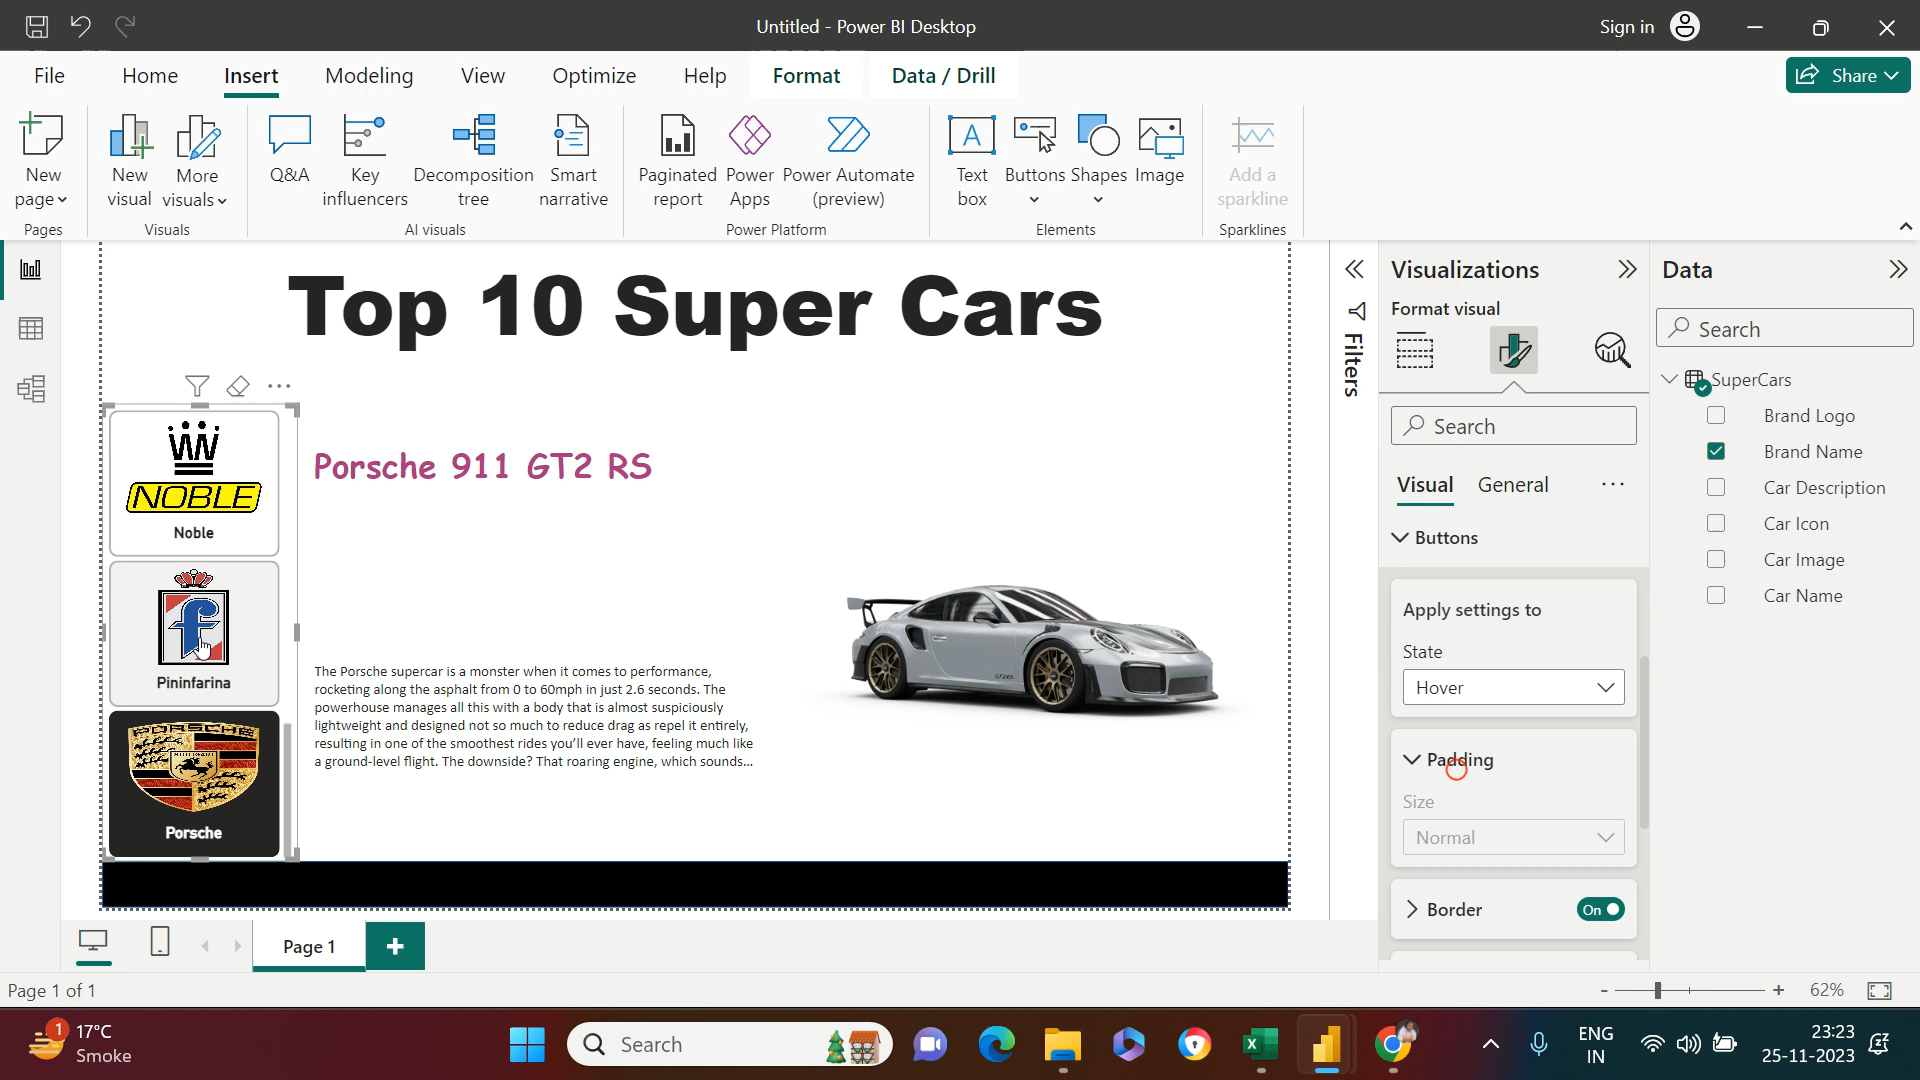 Untitled - Power BI Desktop
Sign in
File Home Insert Modeling View Optimize Help Format Data / Drill
Share
New page
New visual
More visuals
Q&A
Key influencers
Decomposition tree
Smart narrative
Paginated report
Power Apps
Power Automate (preview)
Text box
Buttons
Shapes
Image
Add a sparkline
Pages Visuals AI visuals Power Platform Elements Sparklines
Top 10 Super Cars
NOBLE
Noble
f
Pininfarina
PORSCHE
Porsche
Porsche 911 GT2 RS
The Porsche supercar is a monster when it comes to performance,
rocketing along the asphalt from 0 to 60mph in just 2.6 seconds. The
powerhouse manages all this with a body that is almost suspiciously
lightweight and designed not so much to reduce drag as repel it entirely,
resulting in one of the smoothest rides you'll ever have, feeling much like
a ground-level flight. The downside? That roaring engine, which sounds...
GT2RS
Filters
Visualizations
Format visual
Search
Visual General
Buttons
Apply settings to
State
Hover
Padding
Size
Normal
Border
On
Data
Search
SuperCars
Brand Logo
Brand Name
Car Description
Car Icon
Car Image
Car Name
Page 1
Page 1 of 1
- + 62%
1
17°C
Smoke
Search
ENG
IN
23:23
25-11-2023